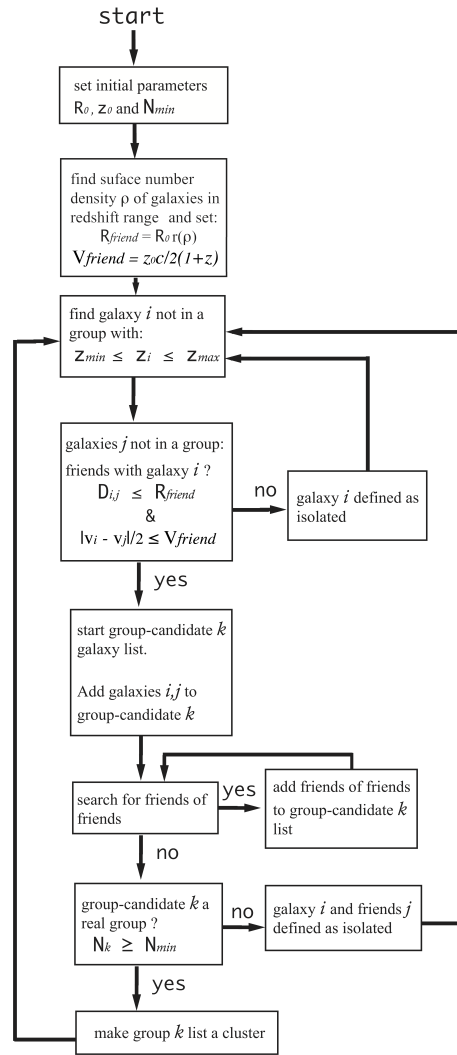 start
set initial parameters
R₀, z₀ and Nmin
find suface number
density ρ of galaxies in
redshift range and set:
Rfriend = R₀ r(ρ)
Vfriend = z₀c/2(1+z)
find galaxy i not in a
group with:
zmin ≤ zi ≤ zmax
galaxies j not in a group:
friends with galaxy i ?
Di,j ≤ Rfriend
&
|vi - vj|/2 ≤ Vfriend
no
galaxy i defined as
isolated
yes
start group-candidate k
galaxy list.
Add galaxies i,j to
group-candidate k
search for friends of
friends
yes
add friends of friends
to group-candidate k
list
no
group-candidate k a
real group ?
Nk ≥ Nmin
no
galaxy i and friends j
defined as isolated
yes
make group k list a cluster